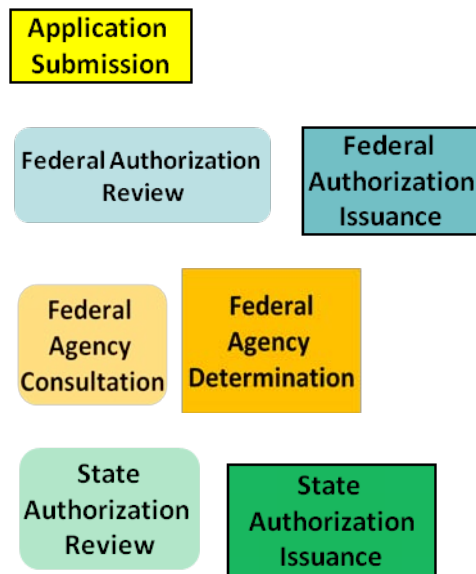 Application
Submission
Federal Authorization
Review
Federal
Authorization
Issuance
Federal
Agency
Consultation
Federal
Agency
Determination
State
Authorization
Review
State
Authorization
Issuance